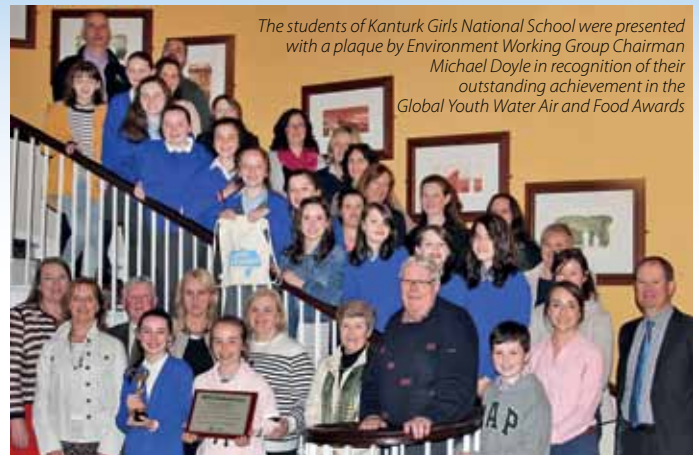 The students of Kanturk Girls National School were presented
with a plaque by Environment Working Group Chairman
Michael Doyle in recognition of their
outstanding achievement in the
Global Youth Water Air and Food Awards
GAP